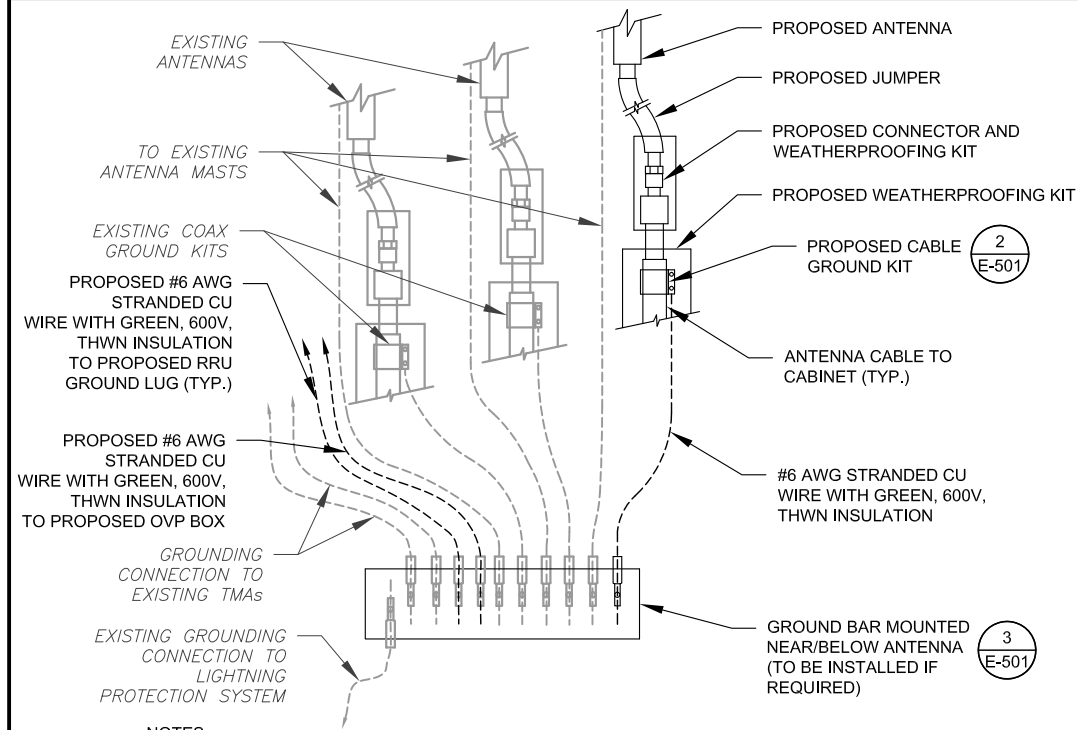 EXISTING
ANTENNAS
TO EXISTING
ANTENNA MASTS
EXISTING COAX
GROUND KITS
PROPOSED #6 AWG
STRANDED CU
WIRE WITH GREEN, 600V,
THWN INSULATION
TO PROPOSED RRU
GROUND LUG (TYP.)
PROPOSED #6 AWG
STRANDED CU
WIRE WITH GREEN, 600V,
THWN INSULATION
TO PROPOSED OVP BOX
GROUNDING
CONNECTION TO
EXISTING TMAs
EXISTING GROUNDING
CONNECTION TO
LIGHTNING
PROTECTION SYSTEM
PROPOSED ANTENNA
PROPOSED JUMPER
PROPOSED CONNECTOR AND
WEATHERPROOFING KIT
PROPOSED WEATHERPROOFING KIT
PROPOSED CABLE
GROUND KIT
2
E-501
ANTENNA CABLE TO
CABINET (TYP.)
#6 AWG STRANDED CU
WIRE WITH GREEN, 600V,
THWN INSULATION
GROUND BAR MOUNTED
NEAR/BELOW ANTENNA
(TO BE INSTALLED IF
REQUIRED)
3
E-501